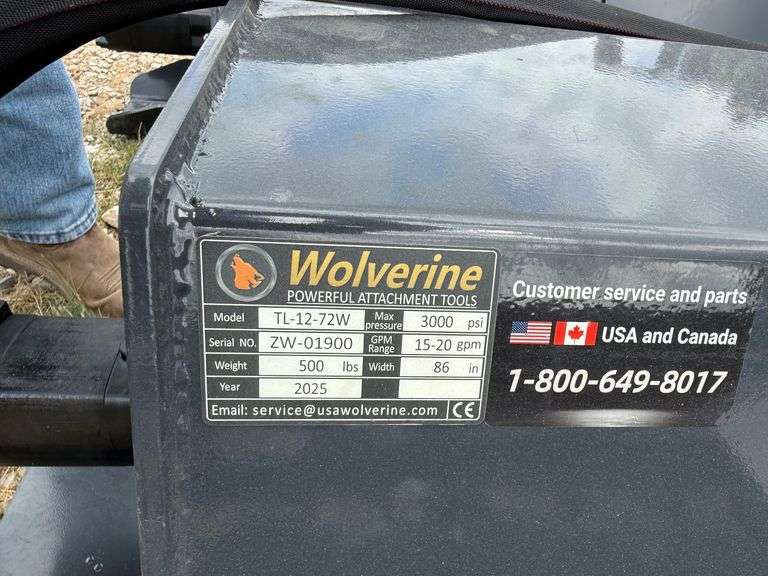 Wolverine
POWERFUL ATTACHMENT TOOLS
Model TL-12-72W Max pressure 3000 psi
Serial NO. ZW-01900 GPM Range 15-20 gpm
Weight 500 lbs Width 86 in
Year 2025
Email: service@usawolverine.com CE
Customer service and parts
USA and Canada
1-800-649-8017